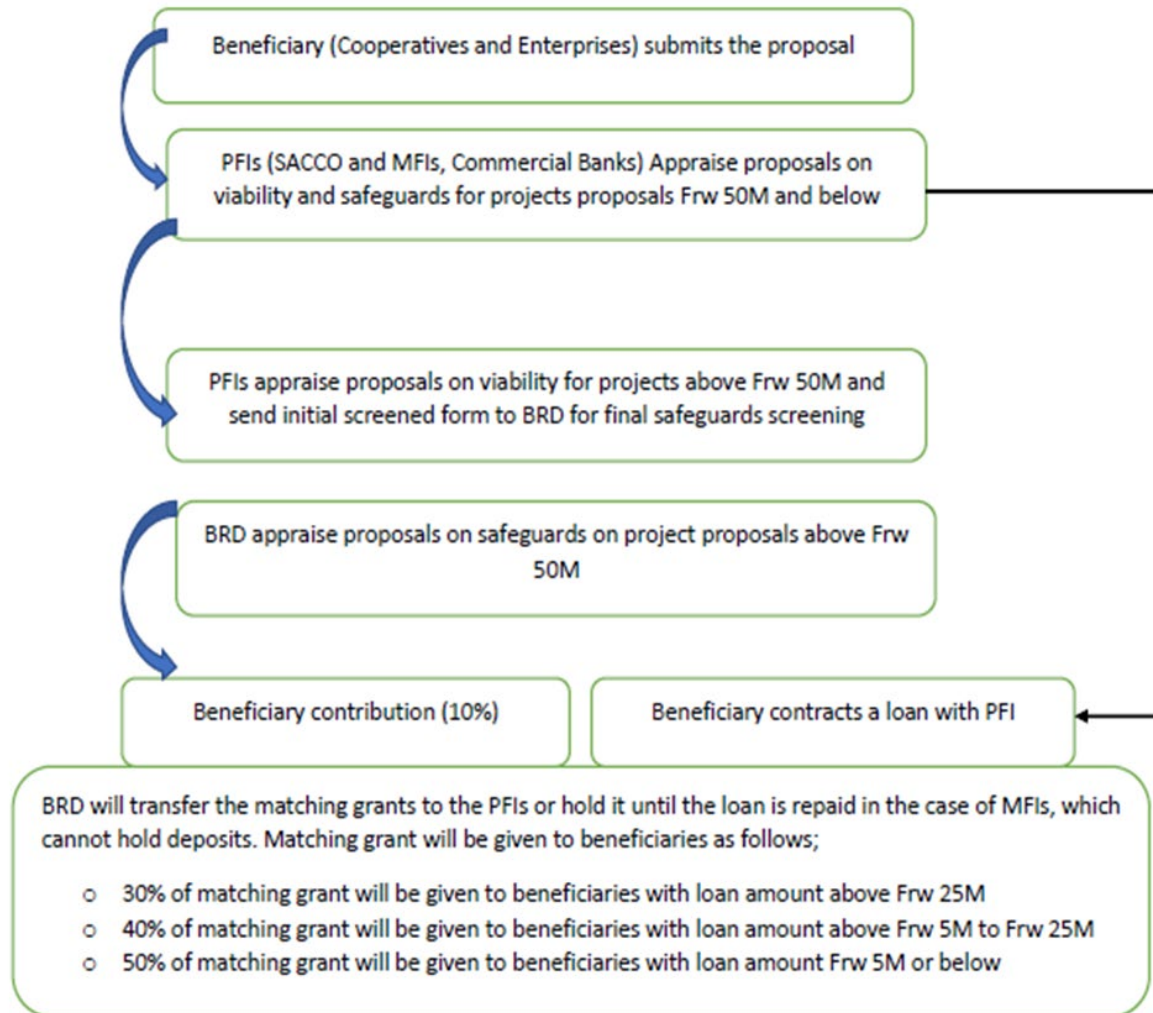 Beneficiary (Cooperatives and Enterprises) submits the proposal
PFIs (SACCO and MFIs, Commercial Banks) Appraise proposals on
viability and safeguards for projects proposals Frw 50M and below
PFIs appraise proposals on viability for projects above Frw 50M and
send initial screened form to BRD for final safeguards screening
BRD appraise proposals on safeguards on project proposals above Frw
50M
Beneficiary contribution (10%)
Beneficiary contracts a loan with PFI
BRD will transfer the matching grants to the PFIs or hold it until the loan is repaid in the case of MFIs, which
cannot hold deposits. Matching grant will be given to beneficiaries as follows;
o 30% of matching grant will be given to beneficiaries with loan amount above Frw 25M
o 40% of matching grant will be given to beneficiaries with loan amount above Frw 5M to Frw 25M
o 50% of matching grant will be given to beneficiaries with loan amount Frw 5M or below